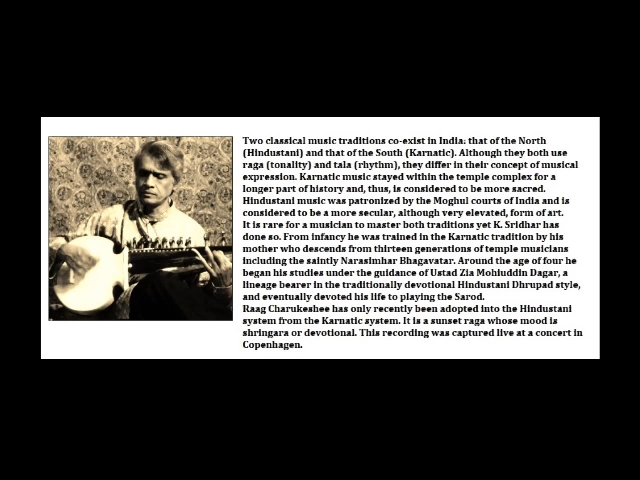 Two classical music traditions co-exist in India: that of the North
(Hindustani) and that of the South (Karnatic). Although they both use
raga (tonality) and tala (rhythm), they differ in their concept of musical
expression. Karnatic music stayed within the temple complex for a
longer part of history and, thus, is considered to be more sacred.
Hindustani music was patronized by the Moghul courts of India and is
considered to be a more secular, although very elevated, form of art.
It is rare for a musician to master both traditions yet K. Sridhar has
done so. From infancy he was trained in the Karnatic tradition by his
mother who descends from thirteen generations of temple musicians
including the saintly Narasimhar Bhagavatar. Around the age of four he
began his studies under the guidance of Ustad Zia Mohiuddin Dagar, a
lineage bearer in the traditionally devotional Hindustani Dhrupad style,
and eventually devoted his life to playing the Sarod.
Raag Charukeshee has only recently been adopted into the Hindustani
system from the Karnatic system. It is a sunset raga whose mood is
shringara or devotional. This recording was captured live at a concert in
Copenhagen.